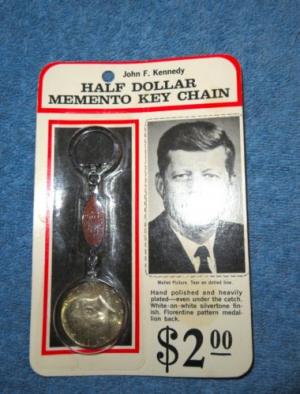 John F. Kennedy
HALF DOLLAR
MEMENTO KEY CHAIN
Wallet Picture. Tear on dotted line.
Hand polished and heavily
plated—even under the catch.
White-on-white silvertone fin-
ish. Florentine pattern medal-
lion back.
$2.00